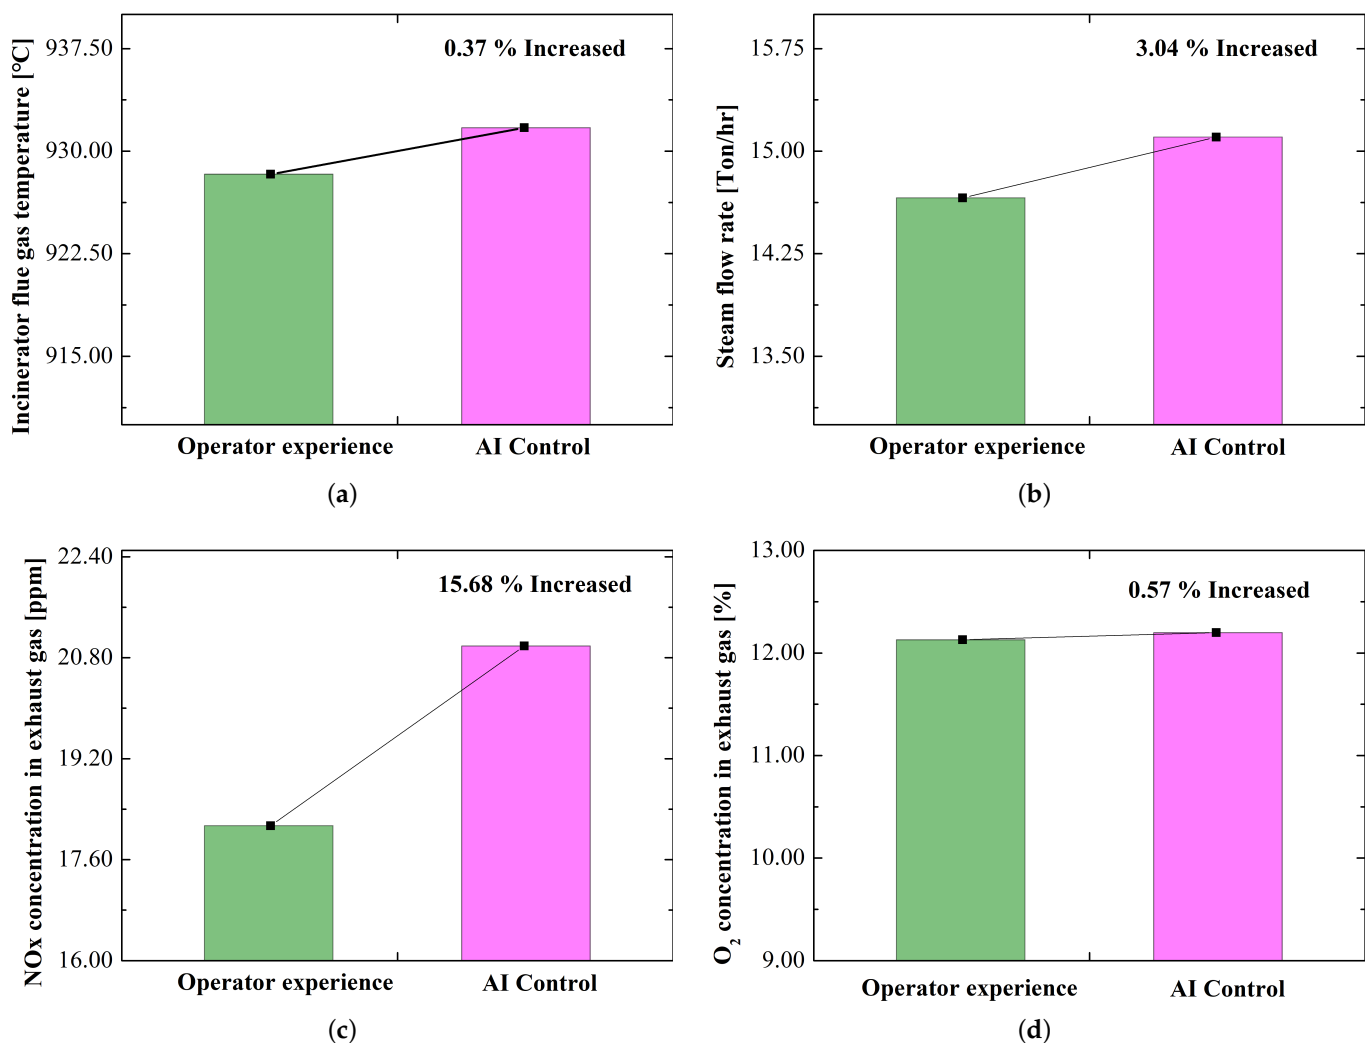 Incinerator flue gas temperature [℃]
937.50
930.00
922.50
915.00
0.37 % Increased
Operator experience
AI Control
(a)
Steam flow rate [Ton/hr]
15.75
15.00
14.25
13.50
3.04 % Increased
Operator experience
AI Control
(b)
NOx concentration in exhaust gas [ppm]
22.40
20.80
19.20
17.60
16.00
15.68 % Increased
Operator experience
AI Control
(c)
O₂ concentration in exhaust gas [%]
13.00
12.00
11.00
10.00
9.00
0.57 % Increased
Operator experience
AI Control
(d)